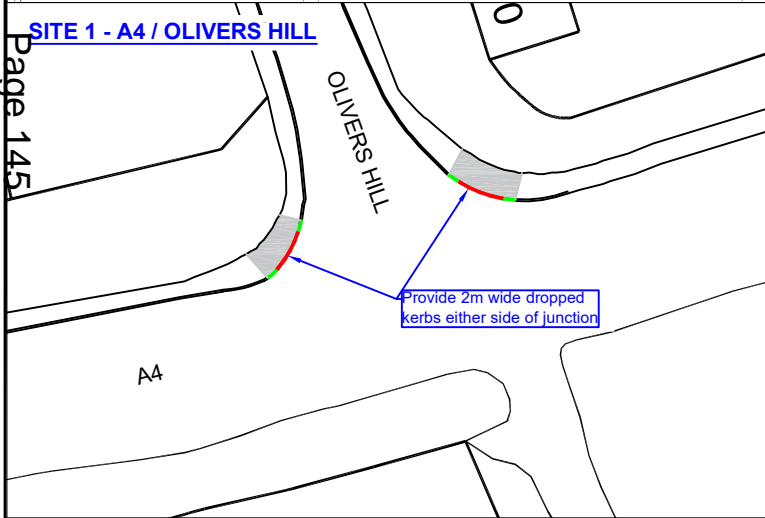 SITE 1 - A4 / OLIVERS HILL
Page 145
OLIVERS HILL
Provide 2m wide dropped
kerbs either side of junction
A4
0